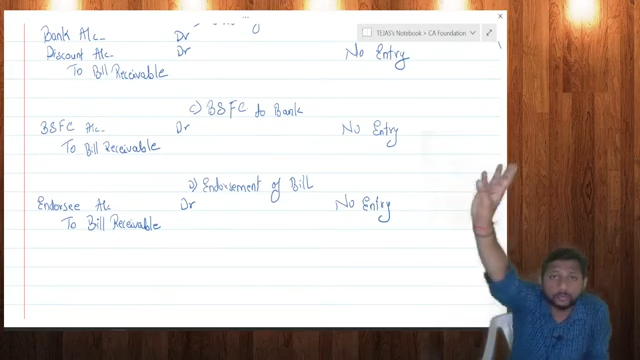 TEJAS's Notebook > CA Foundation
Bank A/c Dr
Discount A/c Dr No Entry
To Bill Receivable
c) BSFC to Bank
BSFC A/c Dr No Entry
To Bill Receivable
d) Endorsement of Bill
Endorsee A/c Dr No Entry
To Bill Receivable